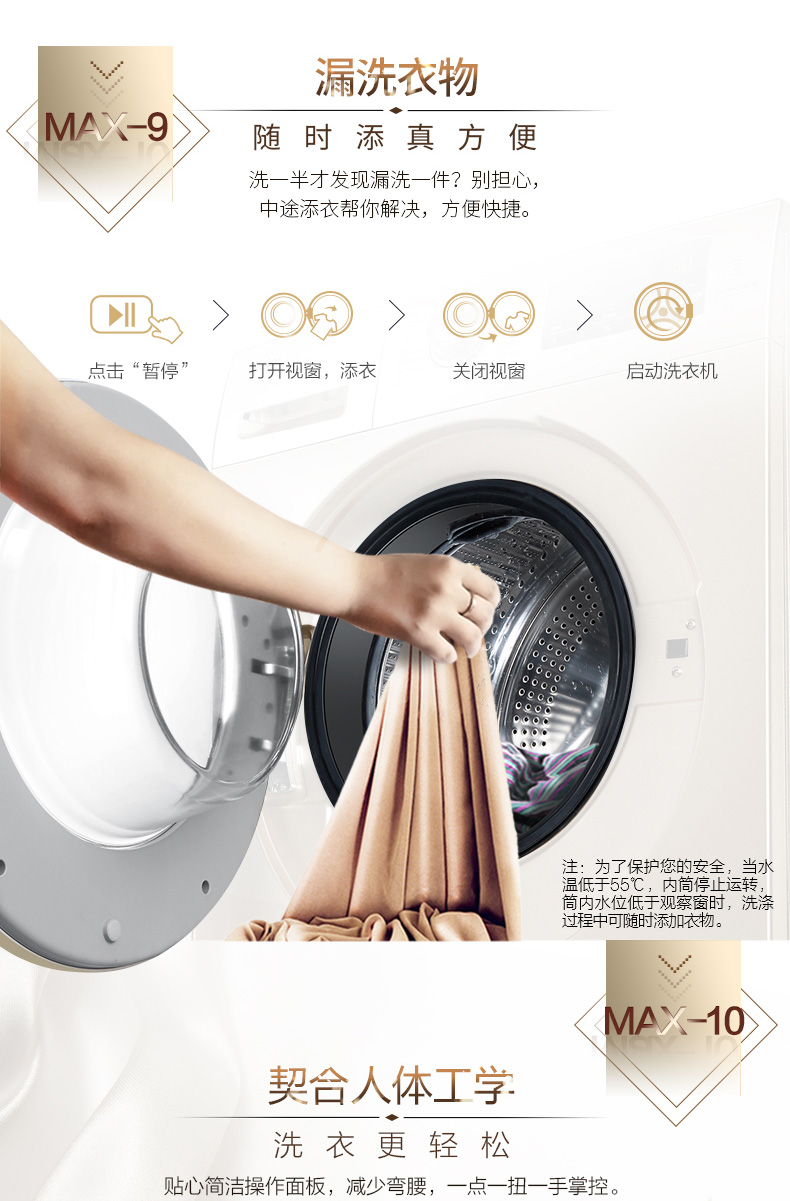 MAX-9
漏洗衣物
随时添真方便
洗一半才发现漏洗一件？别担心，
中途添衣帮你解决，方便快捷。
点击“暂停”
打开视窗，添衣
关闭视窗
启动洗衣机
注：为了保护您的安全，当水
温低于55℃，内筒停止运转，
筒内水位低于观察窗时，洗涤
过程中可随时添加衣物。
MAX-10
契合人体工学
洗衣更轻松
贴心简洁操作面板，减少弯腰，一点一扭一手掌控。